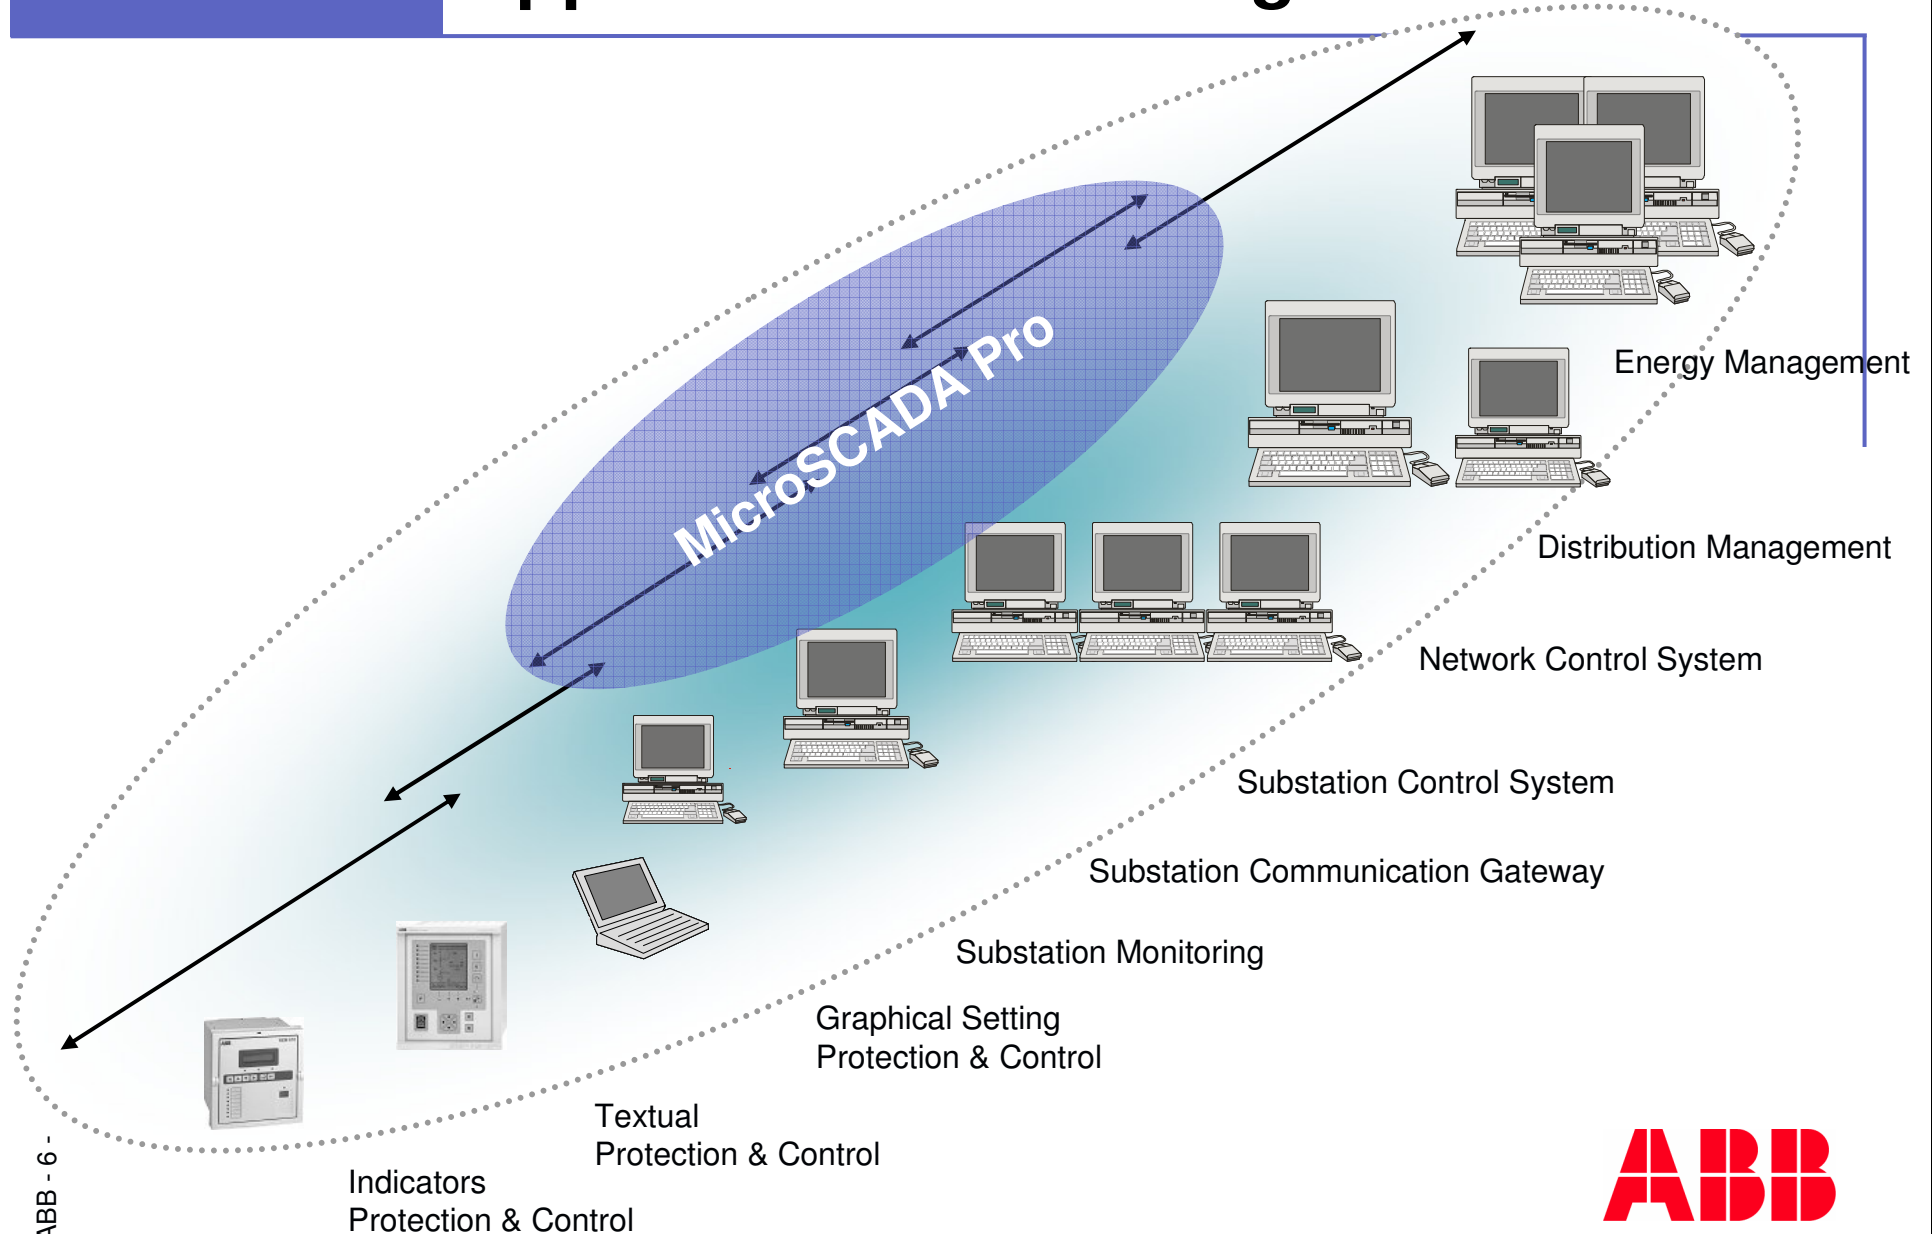 MicroSCADA Pro
Energy Management
Distribution Management
Network Control System
Substation Control System
Substation Communication Gateway
Substation Monitoring
Graphical Setting
Protection & Control
Textual
Protection & Control
Indicators
Protection & Control
ABB - 6 -
ABB